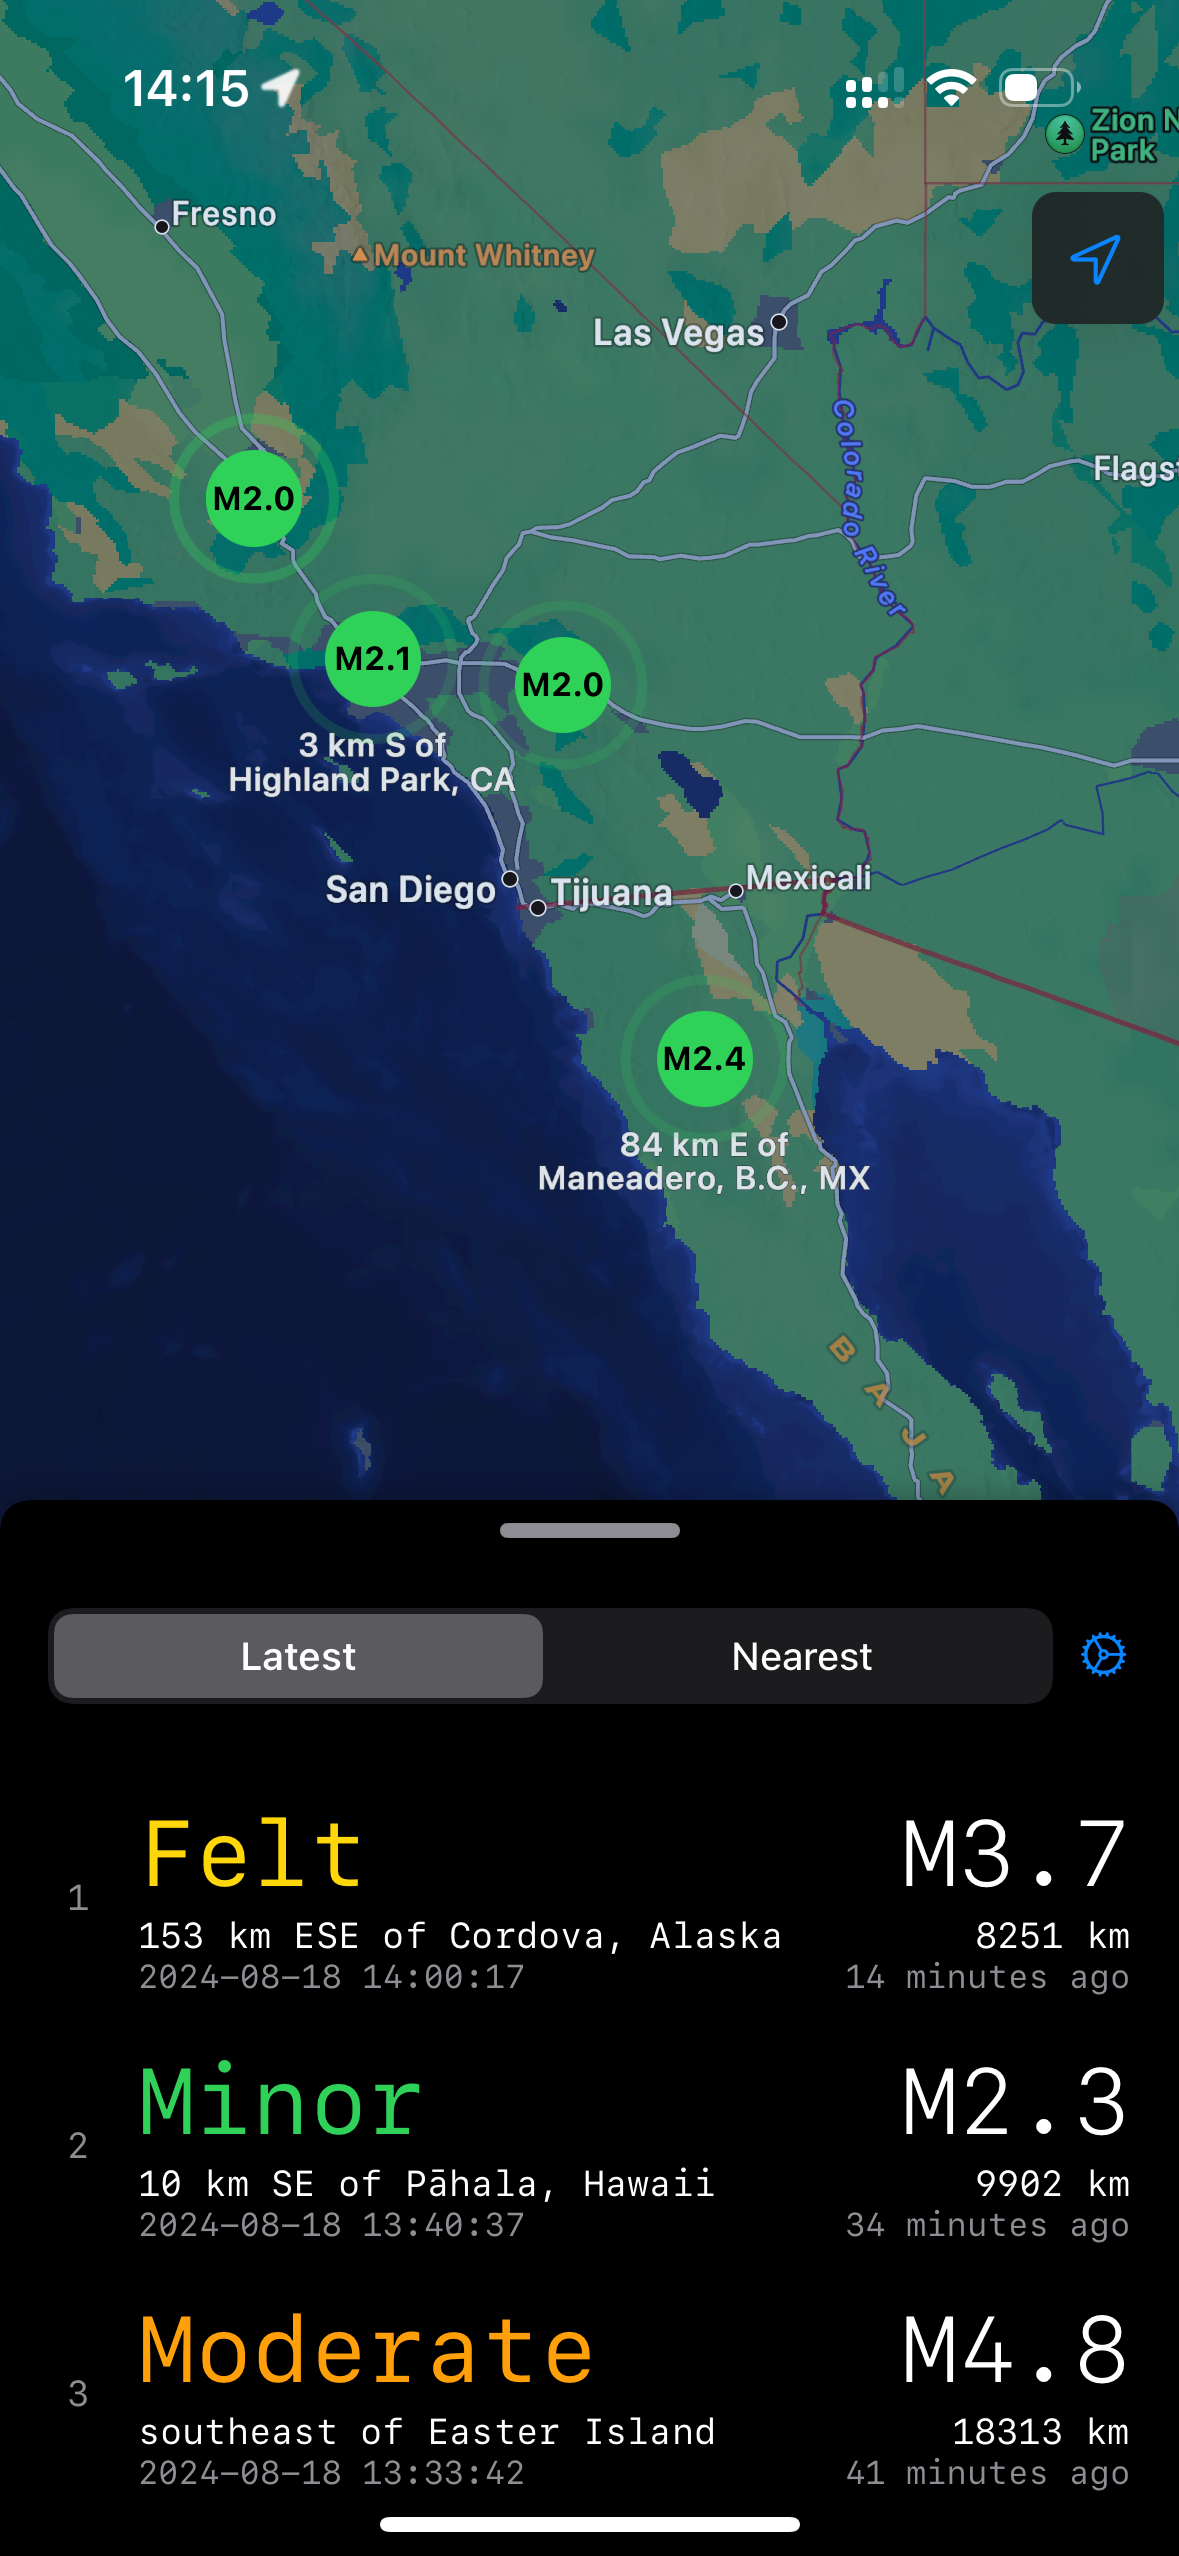 14:15
Zion N
Park
Fresno
Mount Whitney
Las Vegas
Colorado River
Flagst
M2.0
M2.1
M2.0
3 km S of
Highland Park, CA
San Diego
Tijuana
Mexicali
M2.4
84 km E of
Maneadero, B.C., MX
BAJA
Latest
Nearest
Felt
M3.7
1
153 km ESE of Cordova, Alaska
8251 km
2024-08-18 14:00:17
14 minutes ago
Minor
M2.3
2
10 km SE of Pāhala, Hawaii
9902 km
2024-08-18 13:40:37
34 minutes ago
Moderate
M4.8
3
southeast of Easter Island
18313 km
2024-08-18 13:33:42
41 minutes ago